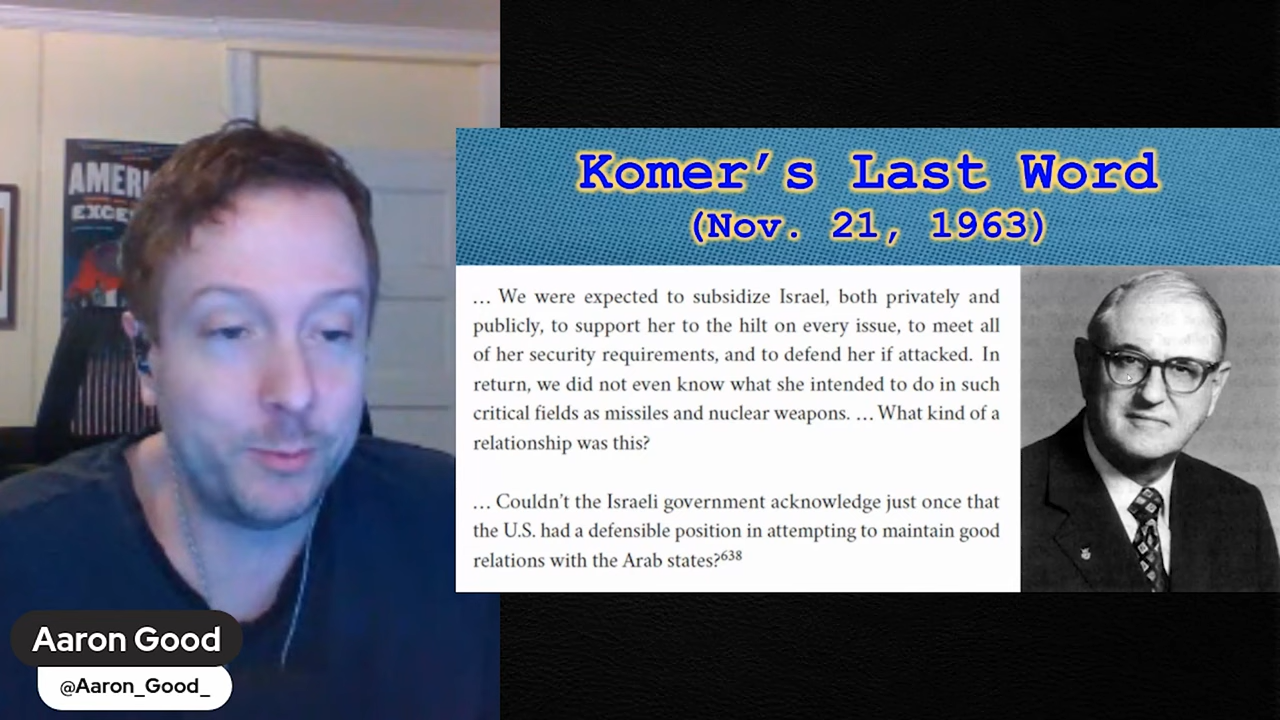 AMERI
EXCE
Komer's Last Word
(Nov. 21, 1963)
… We were expected to subsidize Israel, both privately and
publicly, to support her to the hilt on every issue, to meet all
of her security requirements, and to defend her if attacked. In
return, we did not even know what she intended to do in such
critical fields as missiles and nuclear weapons. … What kind of a
relationship was this?
… Couldn't the Israeli government acknowledge just once that
the U.S. had a defensible position in attempting to maintain good
relations with the Arab states?638
Aaron Good
@Aaron_Good_